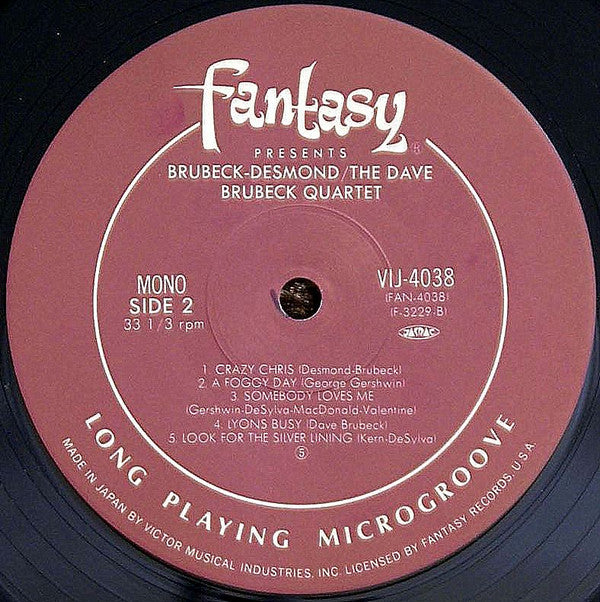 fantasy®
PRESENTS
BRUBECK-DESMOND/THE DAVE
BRUBECK QUARTET
MONO
SIDE 2
33 1/3 rpm
VIJ-4038
(FAN-4038)
(F-3229-B)
JASRAC
1. CRAZY CHRIS (Desmond-Brubeck)
2. A FOGGY DAY (George Gershwin)
3. SOMEBODY LOVES ME
(Gershwin-DeSylva-MacDonald-Valentine)
4. LYONS BUSY (Dave Brubeck)
5. LOOK FOR THE SILVER LINING (Kern-DeSylva)
⑤
LONG PLAYING MICROGROOVE
MADE IN JAPAN BY VICTOR MUSICAL INDUSTRIES, INC. LICENSED BY FANTASY RECORDS, U.S.A.